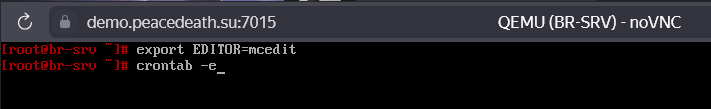 demo.peacedeath.su:7015 QEMU (BR-SRV) - noVNC
[root@br-srv ~]# export EDITOR=mcedit
[root@br-srv ~]# crontab -e_